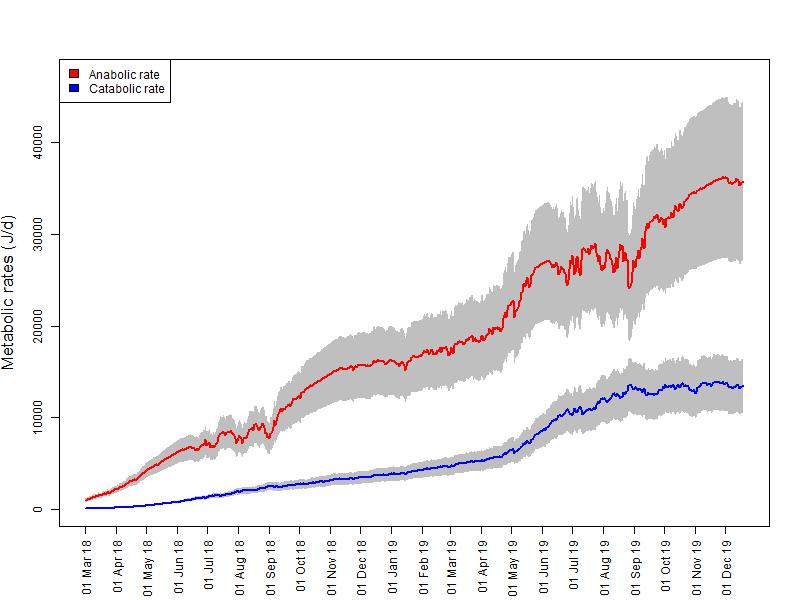 Anabolic rate
Catabolic rate
Metabolic rates (J/d)
40000
30000
20000
10000
0
01 Mar 18
01 Apr 18
01 May 18
01 Jun 18
01 Jul 18
01 Aug 18
01 Sep 18
01 Oct 18
01 Nov 18
01 Dec 18
01 Jan 19
01 Feb 19
01 Mar 19
01 Apr 19
01 May 19
01 Jun 19
01 Jul 19
01 Aug 19
01 Sep 19
01 Oct 19
01 Nov 19
01 Dec 19